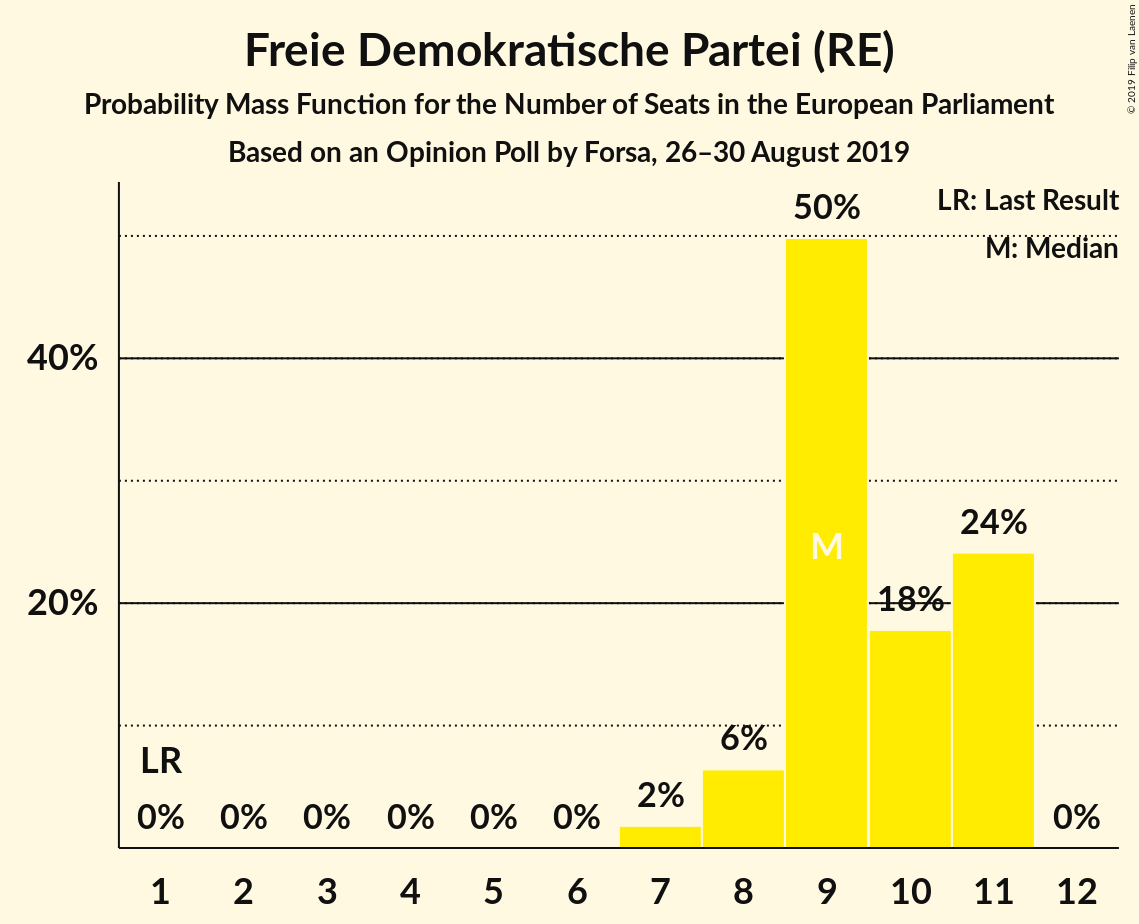 Freie Demokratische Partei (RE)
Probability Mass Function for the Number of Seats in the European Parliament
Based on an Opinion Poll by Forsa, 26–30 August 2019
© 2019 Filip van Laenen
LR: Last Result
M: Median
50%
40%
24%
M
20%
18%
6%
LR
2%
0% 0% 0% 0% 0% 0% 0%
1 2 3 4 5 6 7 8 9 10 11 12